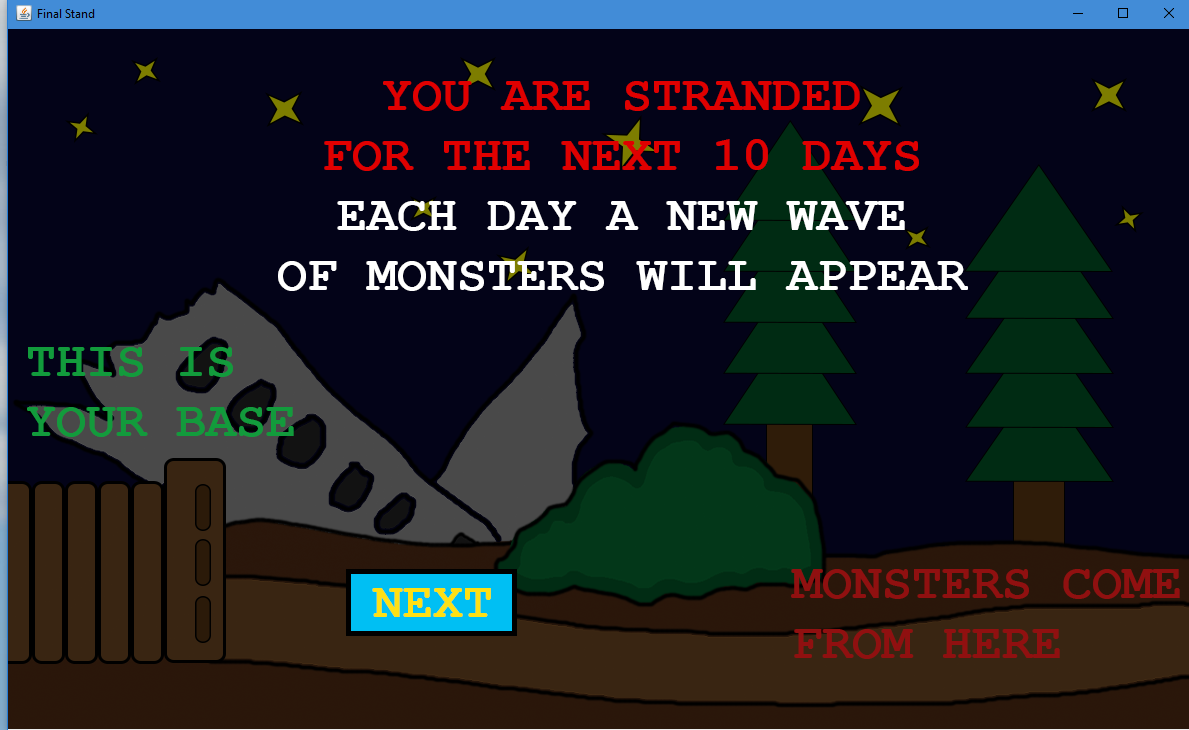 Final Stand
YOU ARE STRANDED
FOR THE NEXT 10 DAYS
EACH DAY A NEW WAVE
OF MONSTERS WILL APPEAR
THIS IS
YOUR BASE
NEXT
MONSTERS COME
FROM HERE